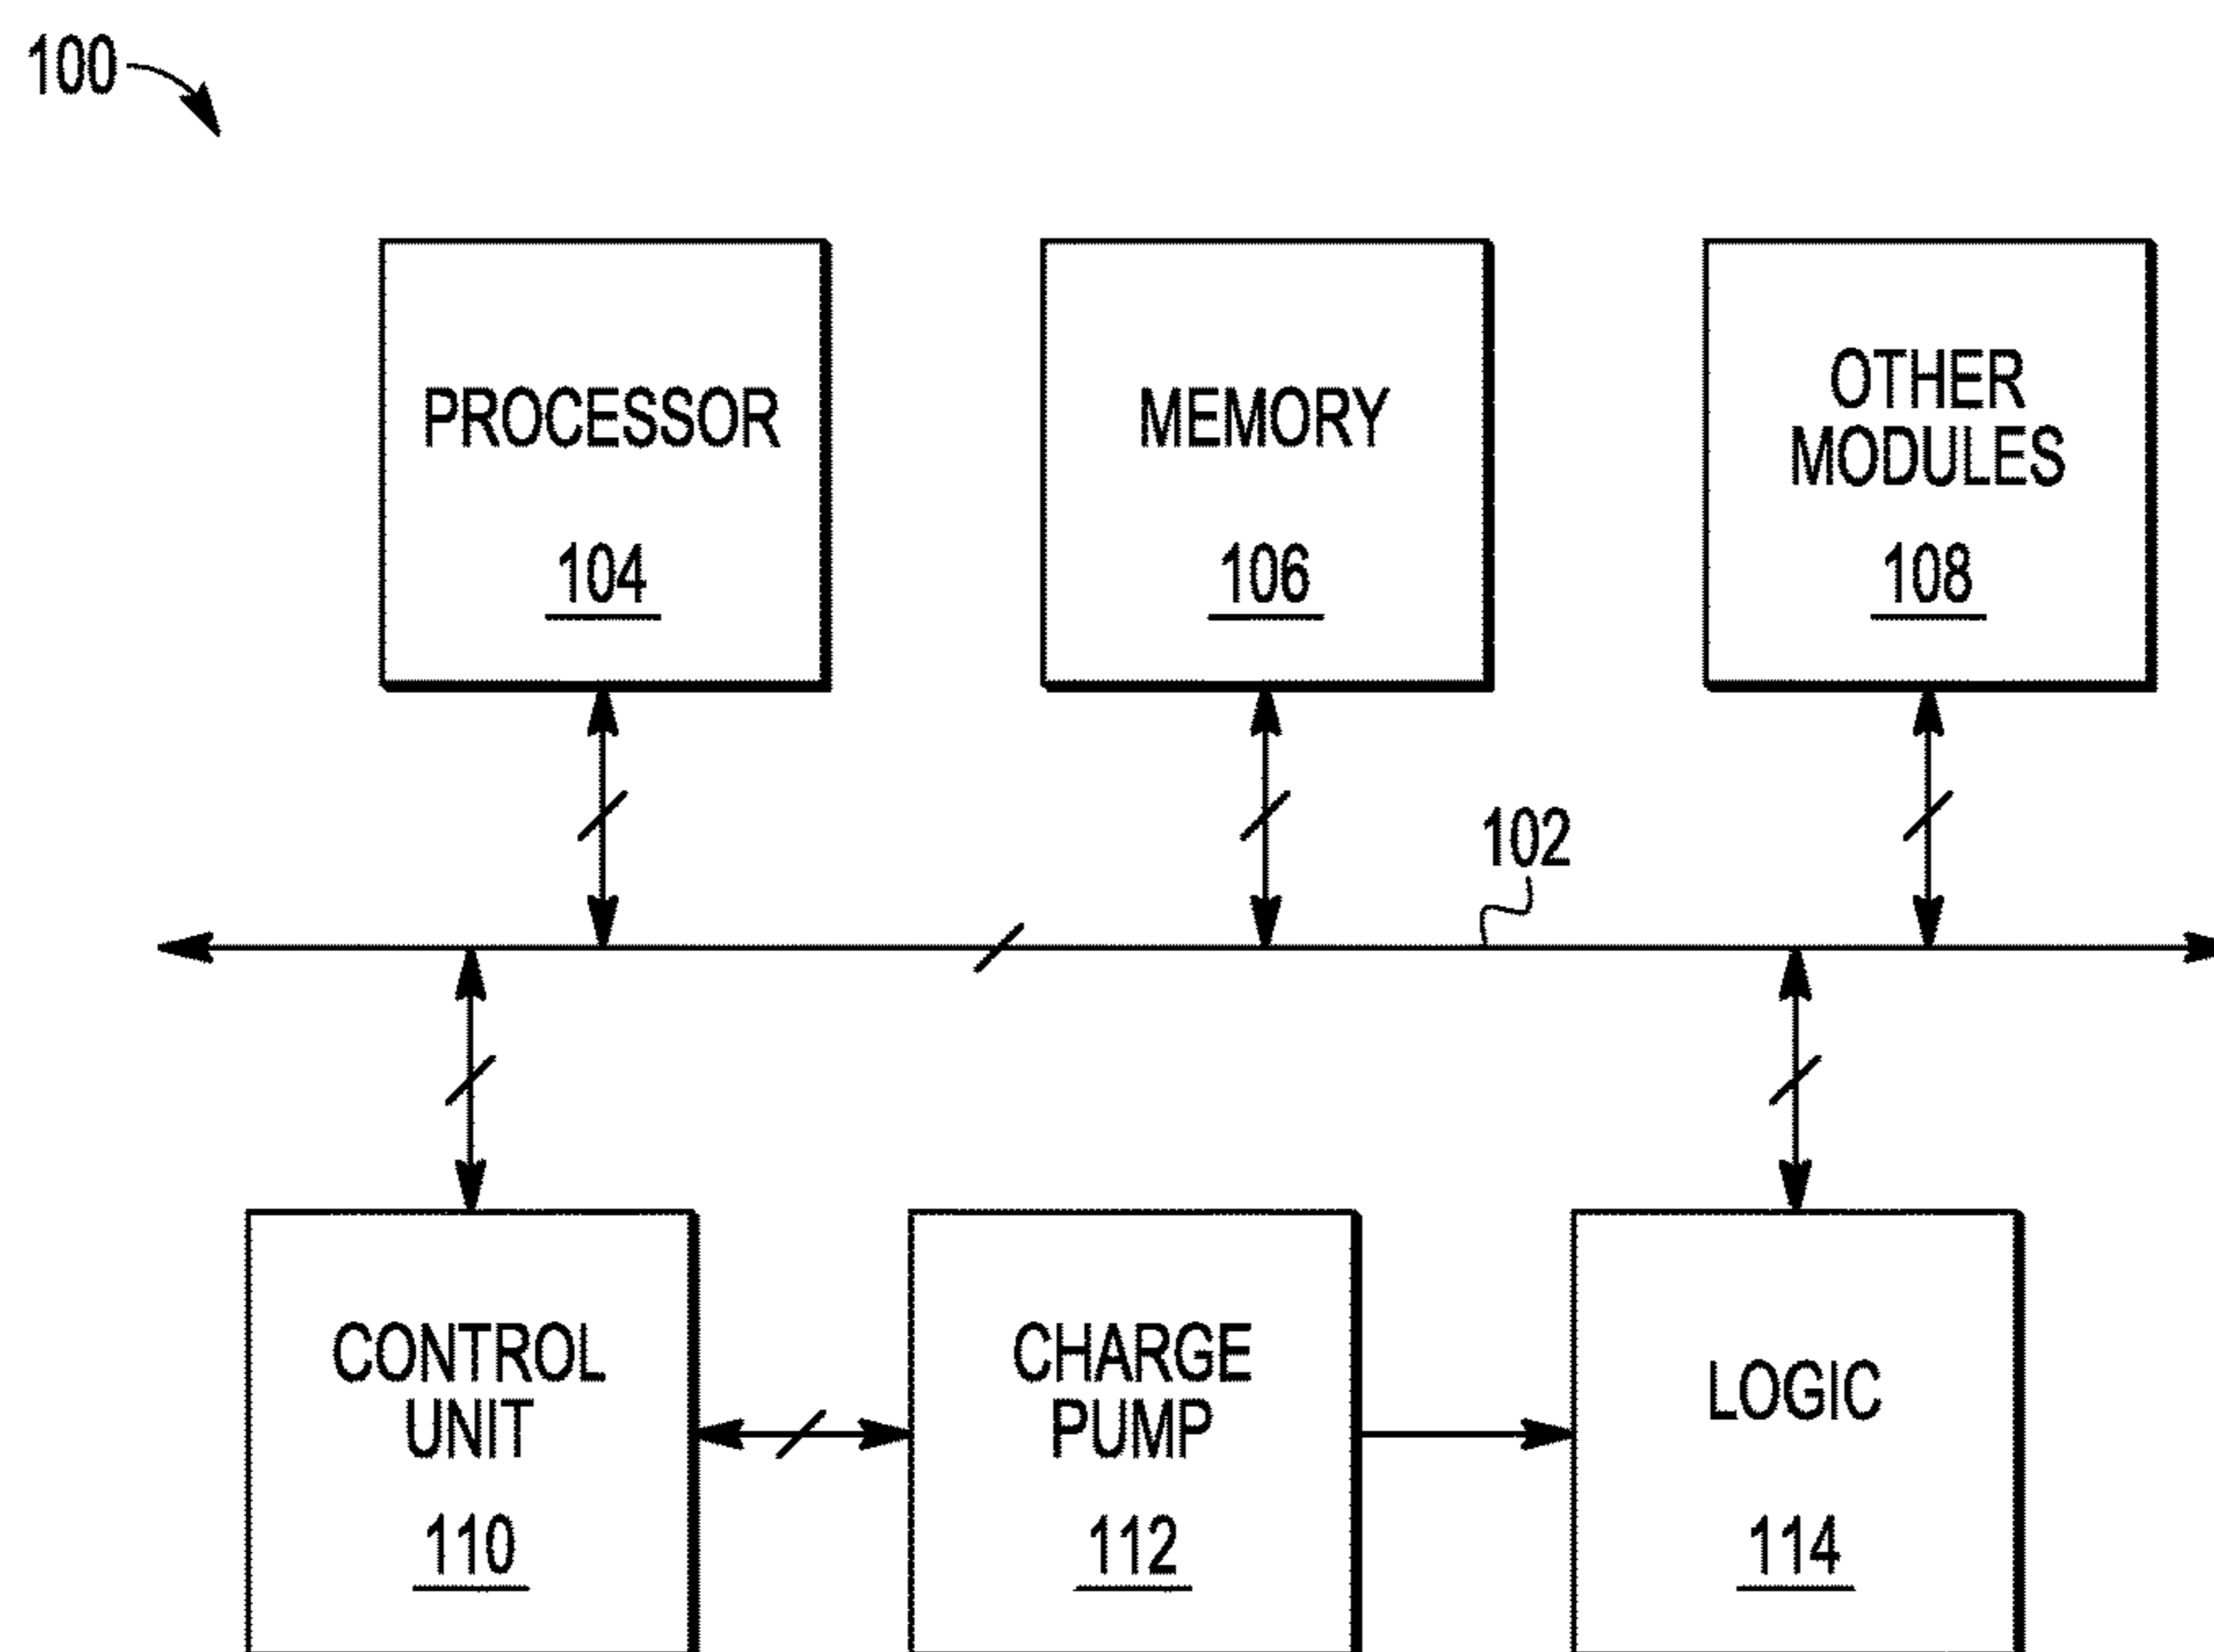 100
PROCESSOR
104
MEMORY
106
OTHER
MODULES
108
102
CONTROL
UNIT
110
CHARGE
PUMP
112
LOGIC
114